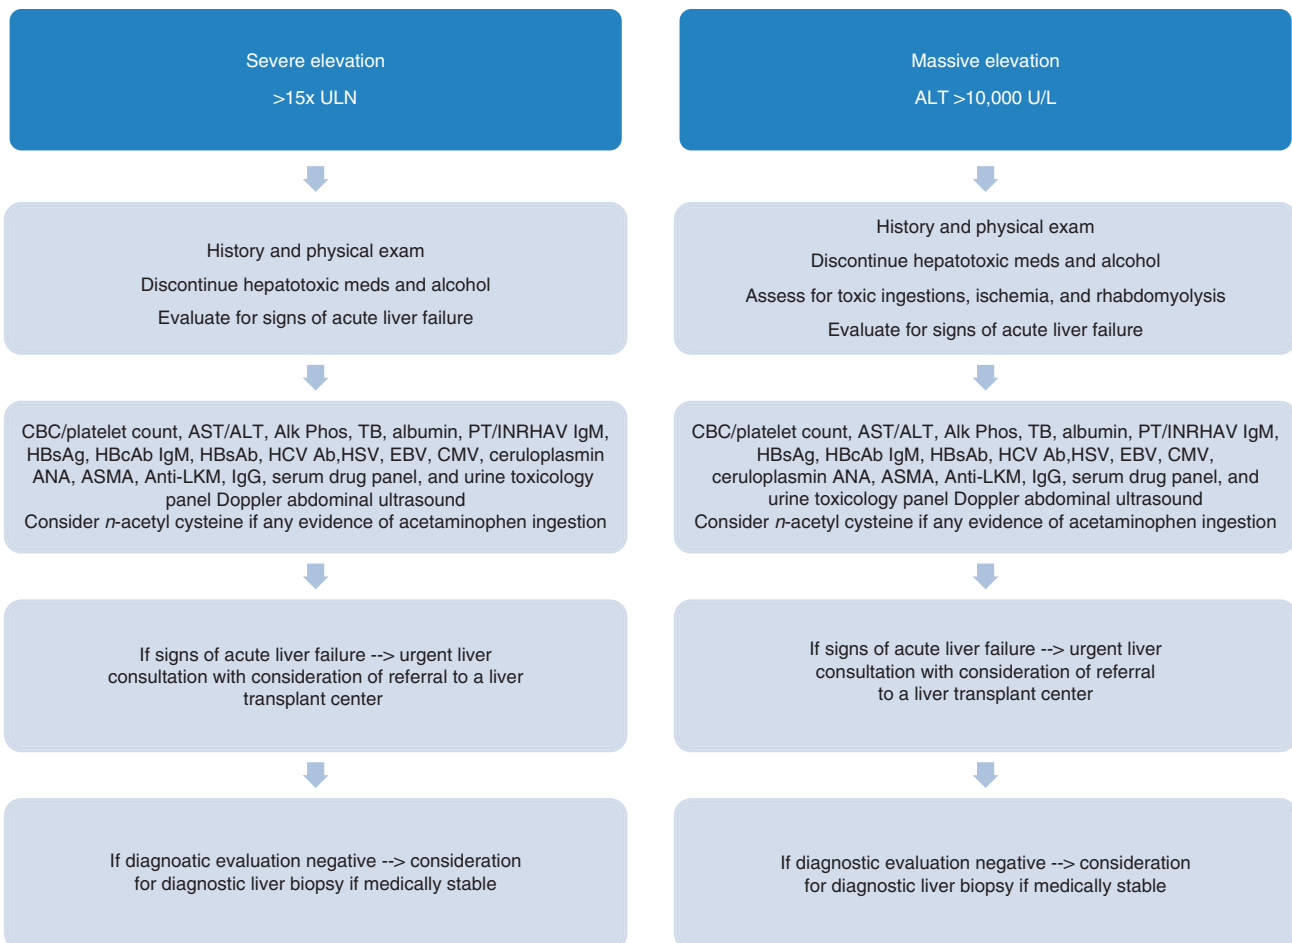 Severe elevation
>15x ULN
History and physical exam
Discontinue hepatotoxic meds and alcohol
Evaluate for signs of acute liver failure
CBC/platelet count, AST/ALT, Alk Phos, TB, albumin, PT/INRHAV IgM,
HBsAg, HBcAb IgM, HBsAb, HCV Ab,HSV, EBV, CMV, ceruloplasmin
ANA, ASMA, Anti-LKM, IgG, serum drug panel, and urine toxicology
panel Doppler abdominal ultrasound
Consider n-acetyl cysteine if any evidence of acetaminophen ingestion
If signs of acute liver failure --> urgent liver
consultation with consideration of referral to a liver
transplant center
If diagnoatic evaluation negative --> consideration
for diagnostic liver biopsy if medically stable
Massive elevation
ALT >10,000 U/L
History and physical exam
Discontinue hepatotoxic meds and alcohol
Assess for toxic ingestions, ischemia, and rhabdomyolysis
Evaluate for signs of acute liver failure
CBC/platelet count, AST/ALT, Alk Phos, TB, albumin, PT/INRHAV IgM,
HBsAg, HBcAb IgM, HBsAb, HCV Ab,HSV, EBV, CMV,
ceruloplasmin ANA, ASMA, Anti-LKM, IgG, serum drug panel, and
urine toxicology panel Doppler abdominal ultrasound
Consider n-acetyl cysteine if any evidence of acetaminophen ingestion
If signs of acute liver failure --> urgent liver
consultation with consideration of referral
to a liver transplant center
If diagnostic evaluation negative --> consideration
for diagnostic liver biopsy if medically stable